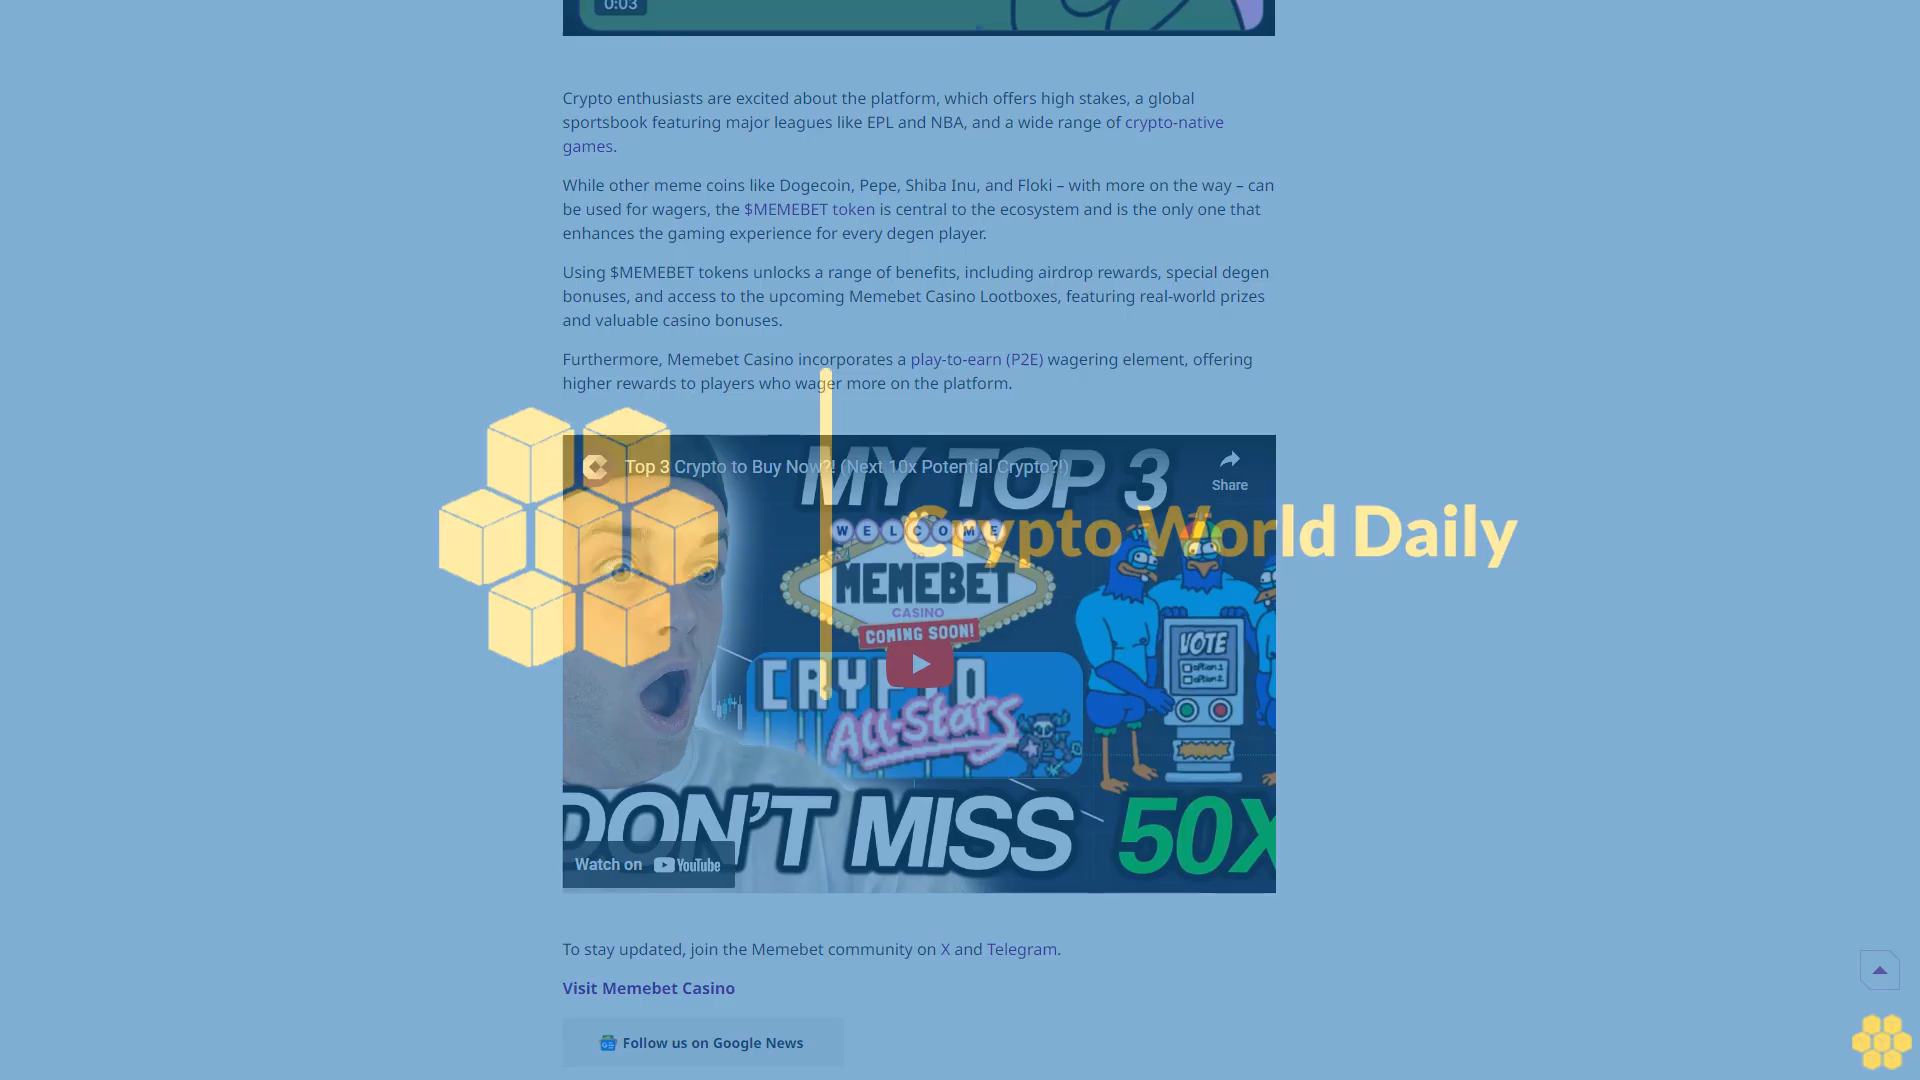 0:03
Crypto enthusiasts are excited about the platform, which offers high stakes, a global
sportsbook featuring major leagues like EPL and NBA, and a wide range of crypto-native
games.
While other meme coins like Dogecoin, Pepe, Shiba Inu, and Floki – with more on the way – can
be used for wagers, the $MEMEBET token is central to the ecosystem and is the only one that
enhances the gaming experience for every degen player.
Using $MEMEBET tokens unlocks a range of benefits, including airdrop rewards, special degen
bonuses, and access to the upcoming Memebet Casino Lootboxes, featuring real-world prizes
and valuable casino bonuses.
Furthermore, Memebet Casino incorporates a play-to-earn (P2E) wagering element, offering
higher rewards to players who wager more on the platform.
Top 3 Crypto to Buy Now?! (Next 10x Potential Crypto?!)
Share
MY TOP 3
Crypto World Daily
WELCOME
TO
MEMEBET
CASINO
COMING SOON!
VOTE
option 1
option 2
CRYPTO
All-Stars
DON'T MISS 50X
Watch on YouTube
To stay updated, join the Memebet community on X and Telegram.
Visit Memebet Casino
Follow us on Google News